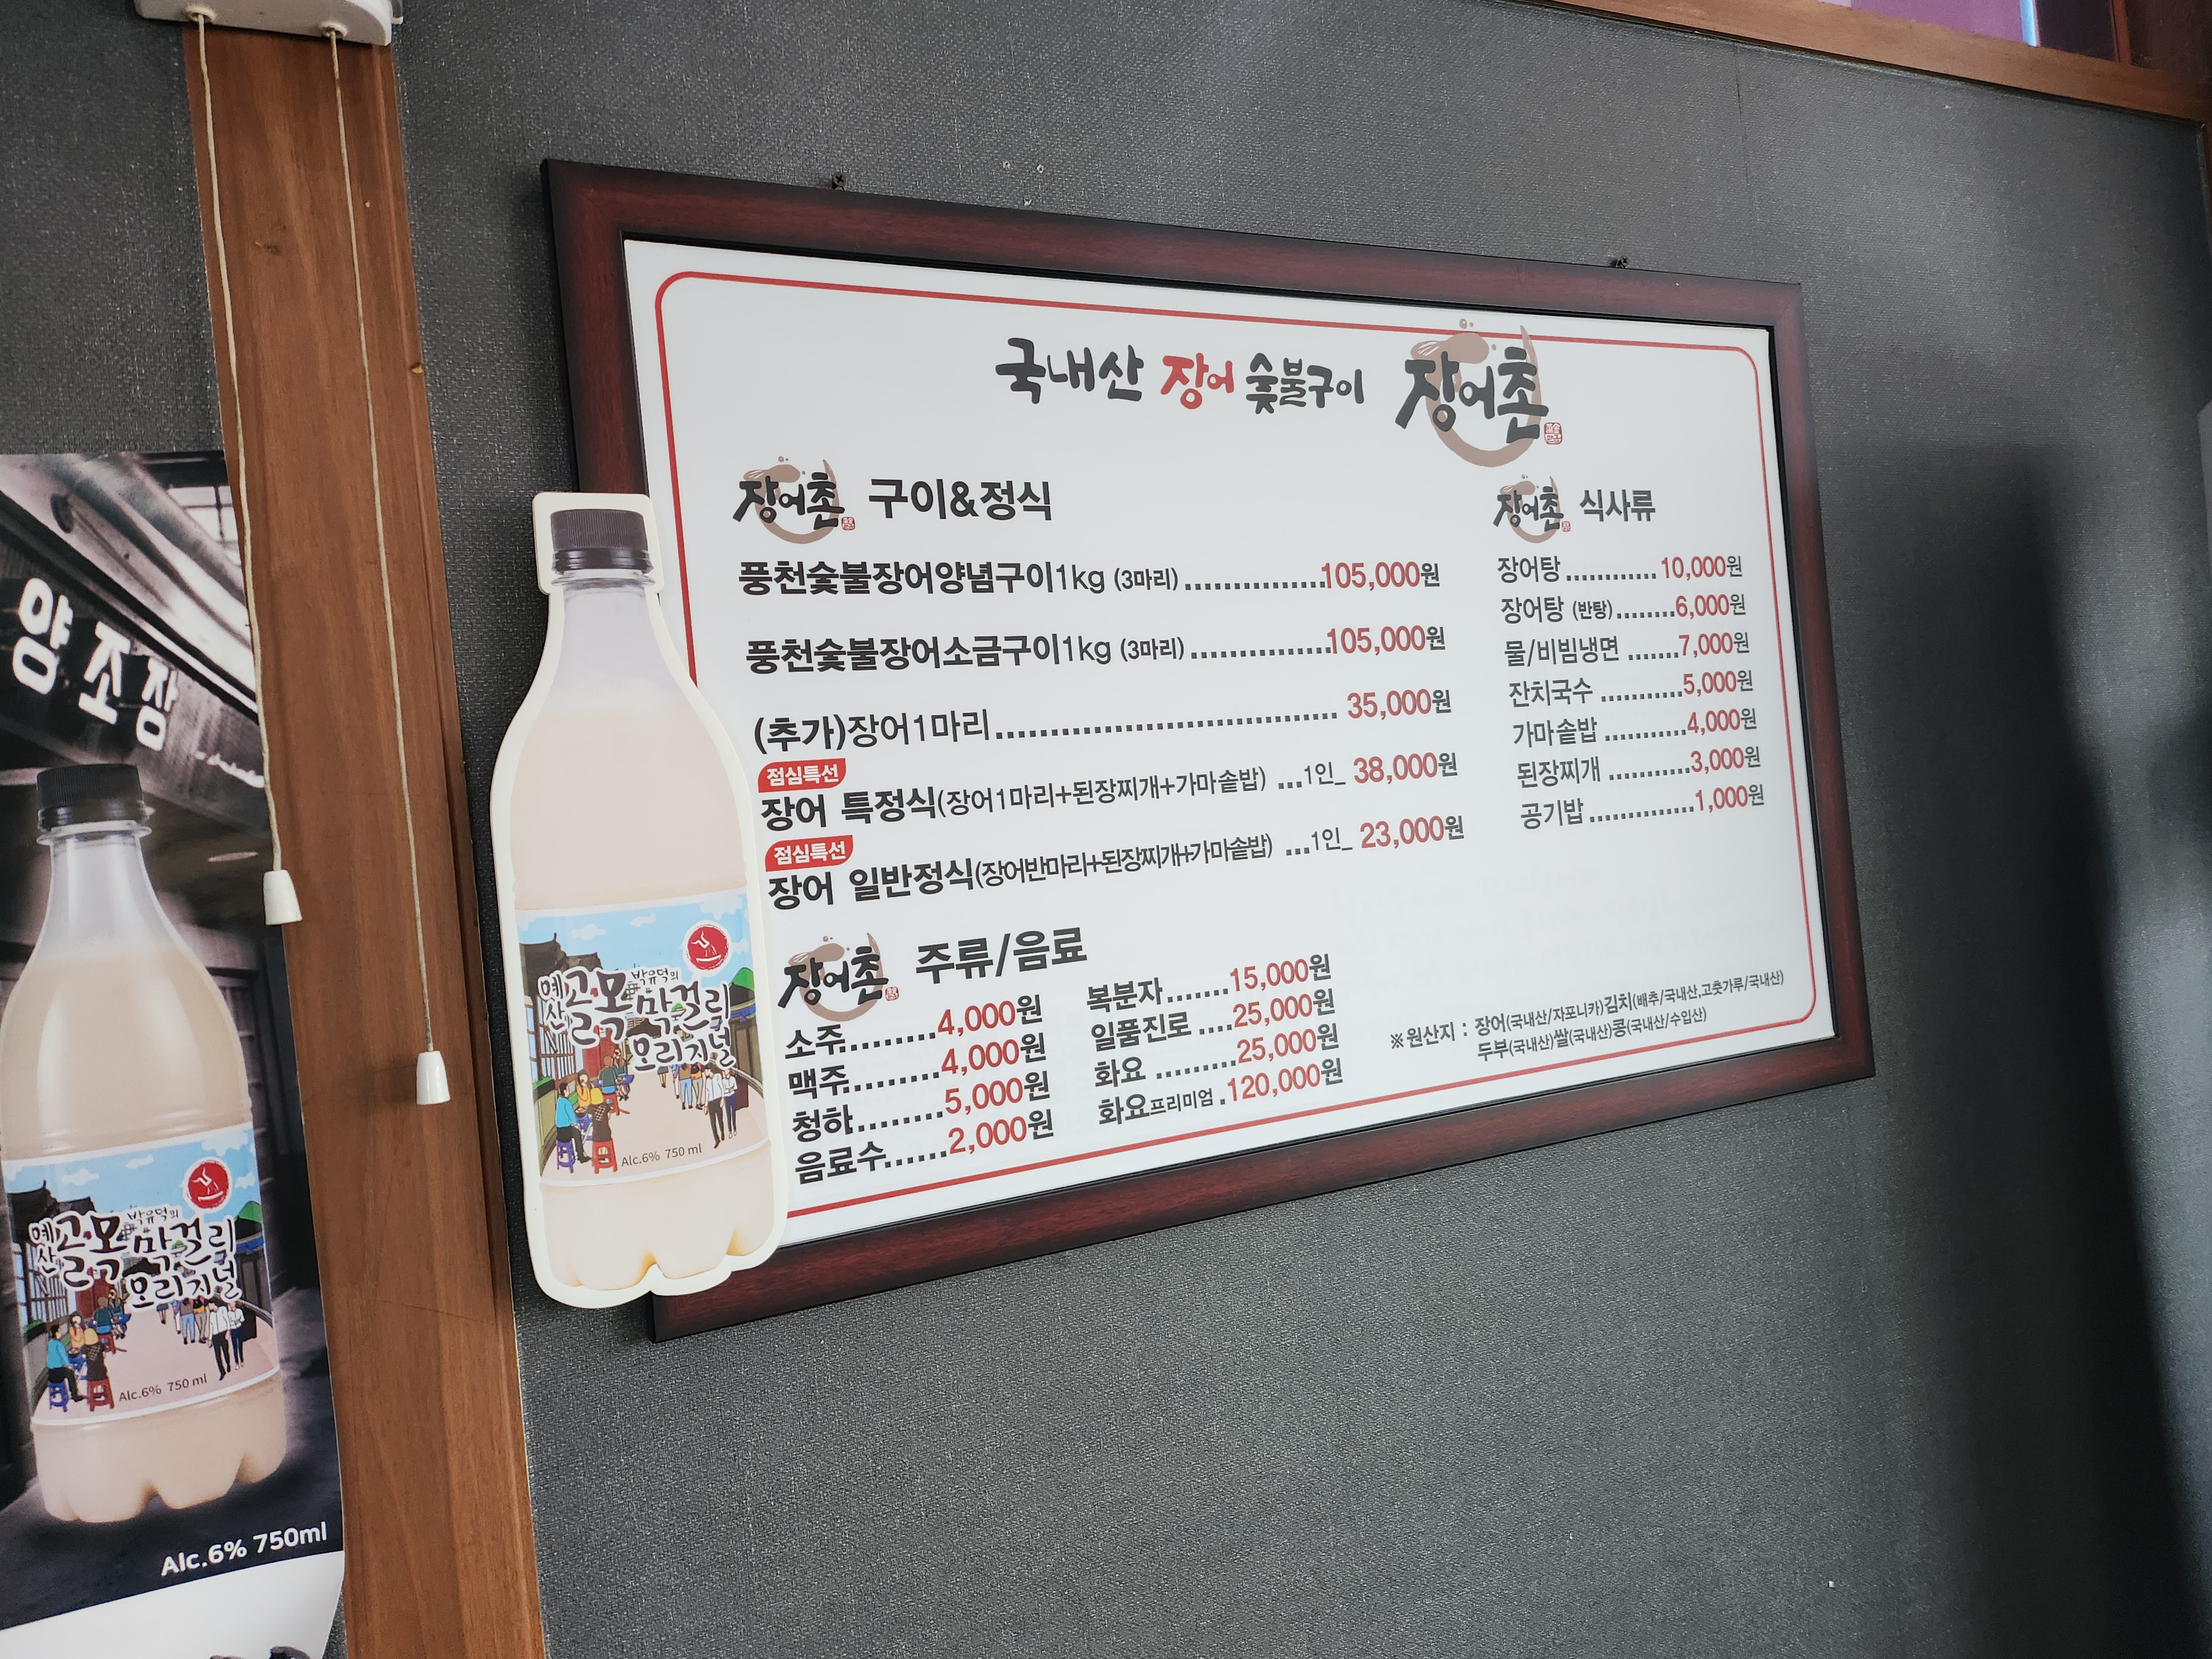 국내산 장어 숯불구이 장어촌
장어촌 구이&정식
풍천숯불장어양념구이1kg (3마리)...............105,000원
풍천숯불장어소금구이1kg (3마리)...............105,000원
(추가)장어1마리.................................... 35,000원
점심특선
장어 특정식(장어1마리+된장찌개+가마솥밥) ...1인_ 38,000원
점심특선
장어 일반정식(장어반마리+된장찌개+가마솥밥) ...1인_ 23,000원
장어촌 식사류
장어탕............10,000원
장어탕 (반탕)........6,000원
물/비빔냉면 .......7,000원
잔치국수 ...........5,000원
가마솥밥 ...........4,000원
된장찌개 ...........3,000원
공기밥..............1,000원
장어촌 주류/음료
소주.........4,000원
맥주.........4,000원
청하.........5,000원
음료수......2,000원
복분자.......15,000원
일품진로 ....25,000원
화요 .........25,000원
화요프리미엄 .120,000원
※원산지 : 장어(국내산/자포니카)김치(배추/국내산,고춧가루/국내산)
두부(국내산)쌀(국내산)콩(국내산/수입산)
예산 골목 박유덕의 막걸리
오리지널
Alc.6% 750 ml
양조장
예산 골목 박유덕의 막걸리
오리지널
Alc.6% 750 ml
Alc.6% 750ml